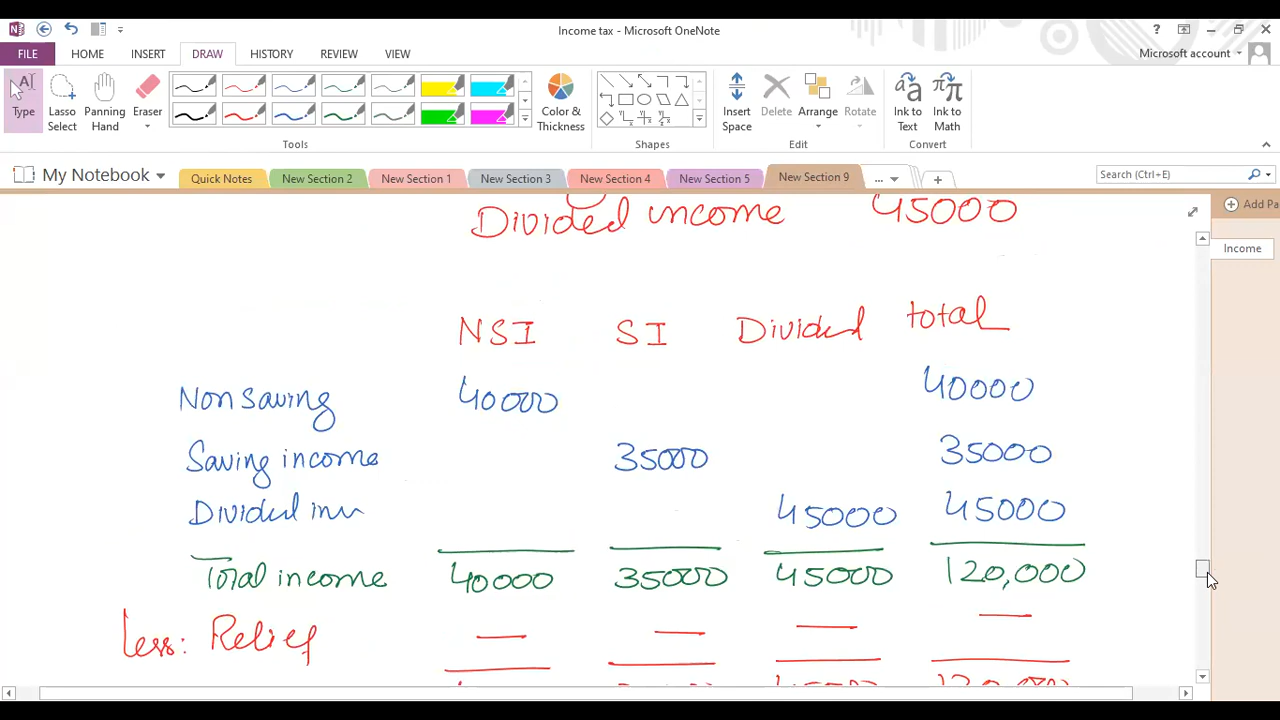 Income tax - Microsoft OneNote
?
FILE HOME INSERT DRAW HISTORY REVIEW VIEW
Microsoft account
Type
Lasso Select
Panning Hand
Eraser
Color & Thickness
Insert Space
Delete
Arrange
Rotate
Ink to Text
Ink to Math
Tools Shapes Edit Convert
My Notebook Quick Notes New Section 2 New Section 1 New Section 3 New Section 4 New Section 5 New Section 9 ... Search (Ctrl+E)
Add Pa
Income
Divided income 45000
NSI SI Divided total
Non Saving 40000 40000
Saving income 35000 35000
Divided 45000 45000
Total income 40000 35000 45000 120,000
less: Relief — — — —